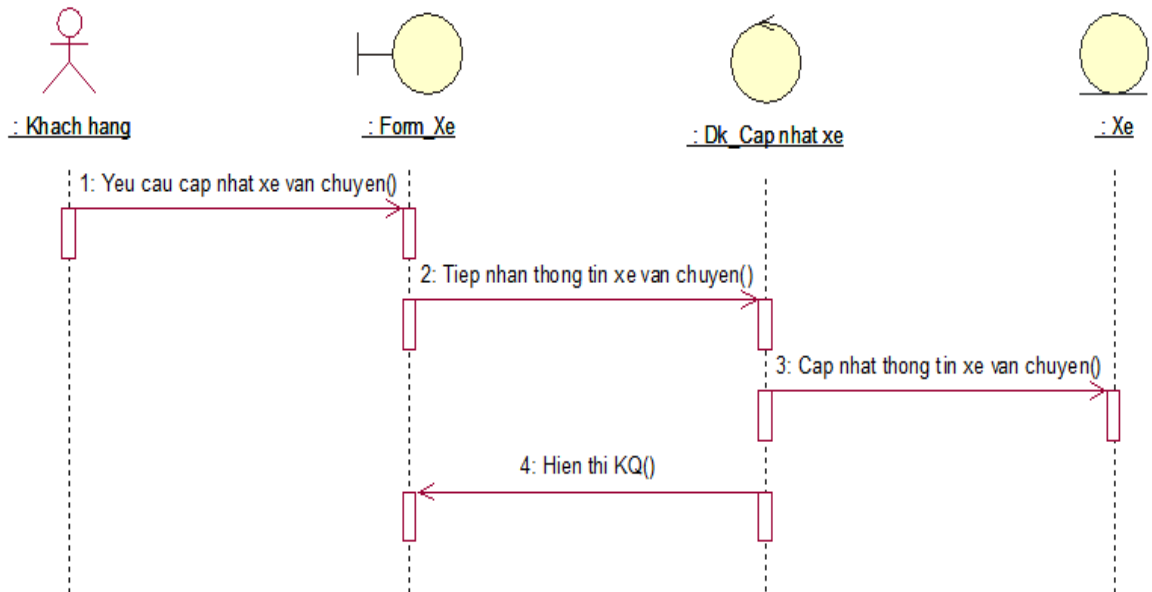 : Khach hang
: Form_Xe
: Dk_Cap nhat xe
: Xe
1: Yeu cau cap nhat xe van chuyen()
2: Tiep nhan thong tin xe van chuyen()
3: Cap nhat thong tin xe van chuyen()
4: Hien thi KQ()